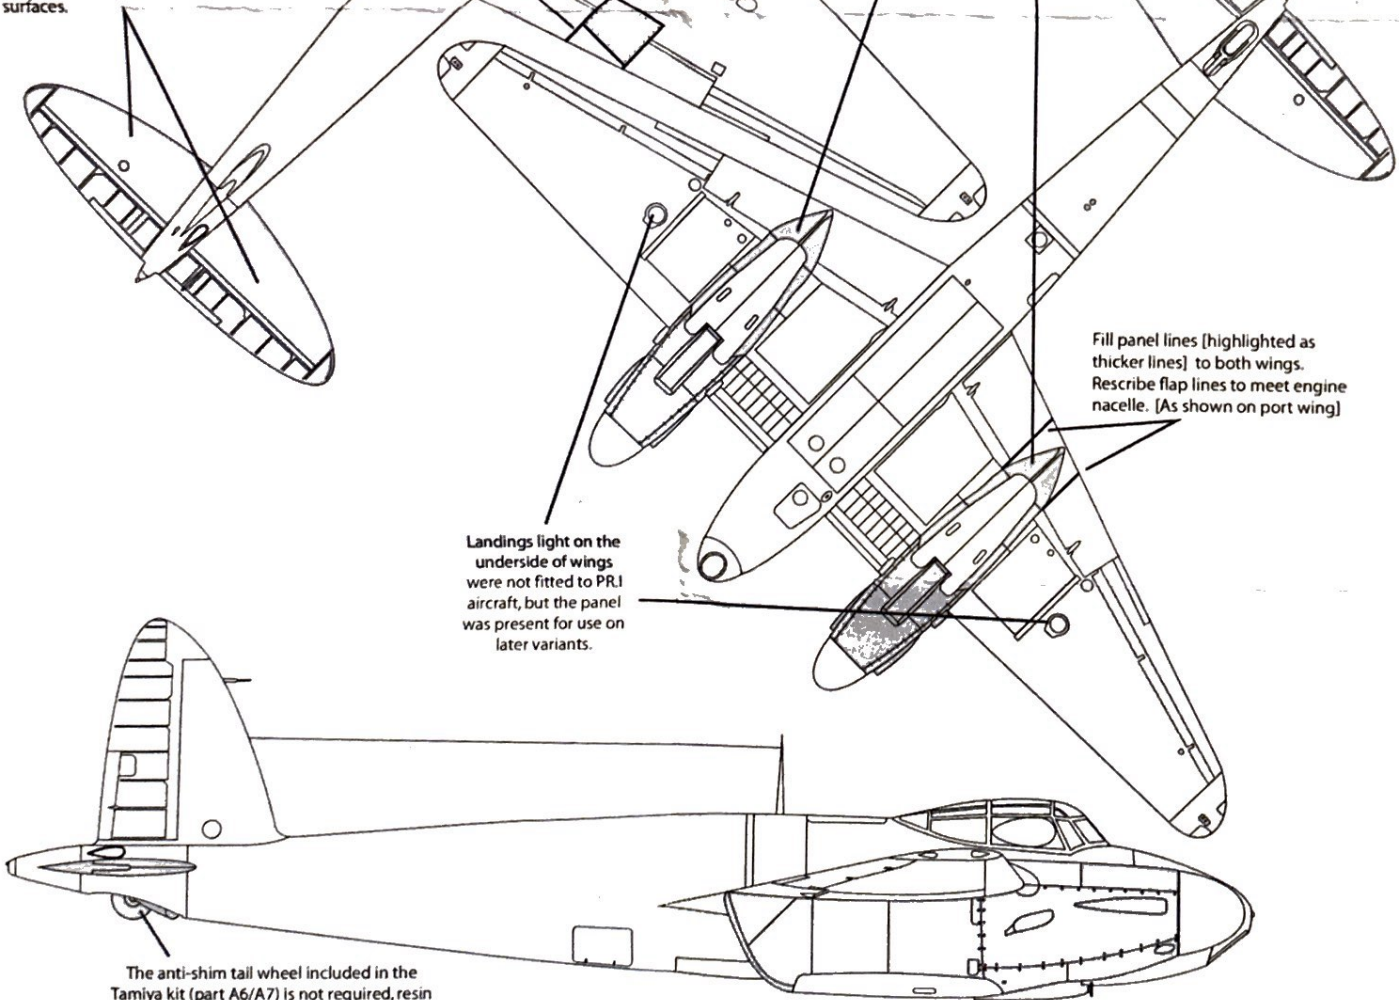 surfaces.
Fill panel lines [highlighted as
thicker lines] to both wings.
Rescribe flap lines to meet engine
nacelle. [As shown on port wing]
Landings light on the
underside of wings
were not fitted to PR.I
aircraft, but the panel
was present for use on
later variants.
The anti-shim tail wheel included in the
Tamiya kit (part A6/A7) is not required, resin